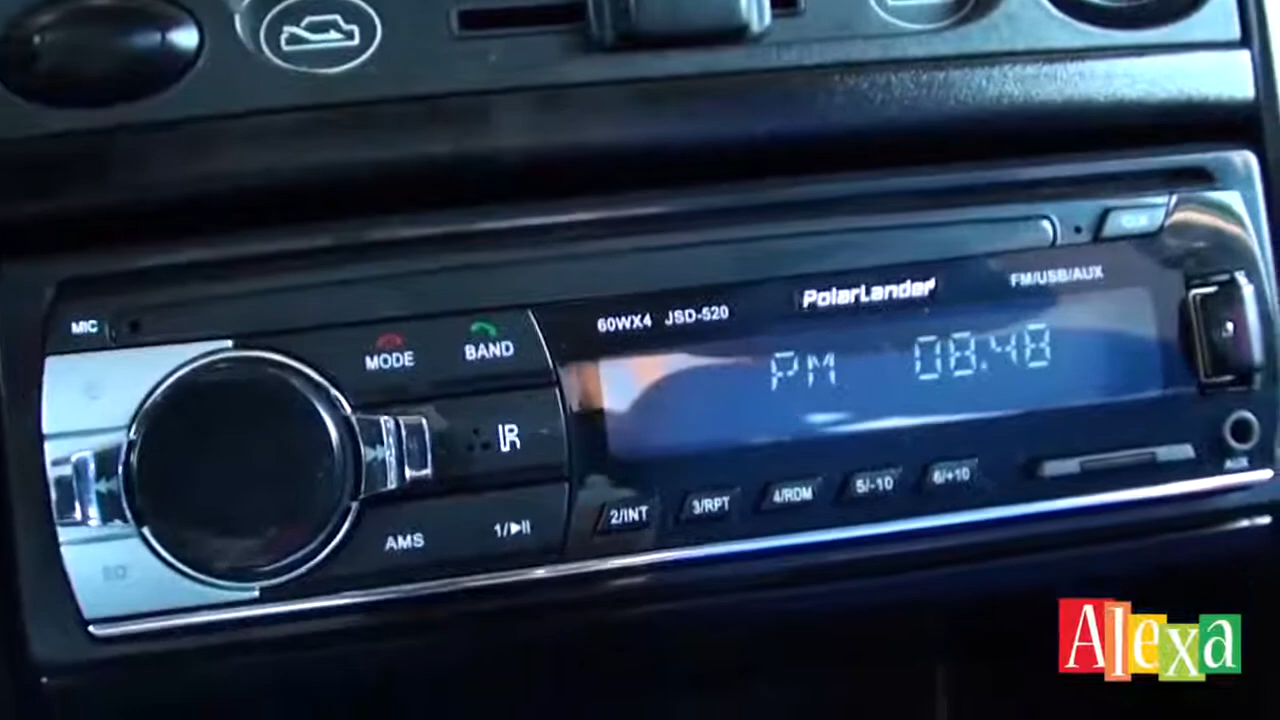 FM/USB/AUX
PolarLander
60WX4 JSD-520
MIC
MODE
BAND
PM 08:48
IR
5/-10
6/+10
4/RDM
3/RPT
2/INT
1/▶II
AMS
AUX
EQ
Alexa